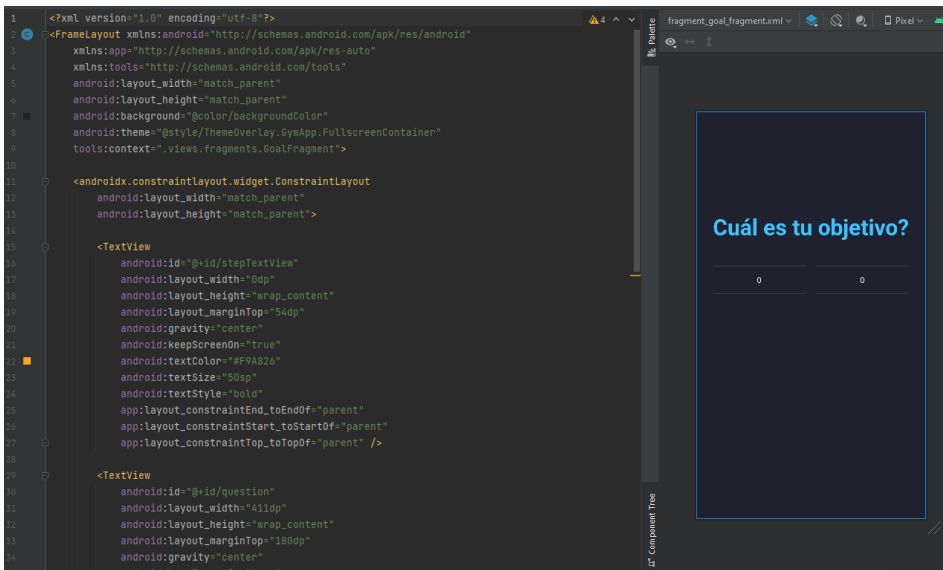 1 <?xml version="1.0" encoding="utf-8"?>
2 <FrameLayout xmlns:android="http://schemas.android.com/apk/res/android"
3 xmlns:app="http://schemas.android.com/apk/res-auto"
4 xmlns:tools="http://schemas.android.com/tools"
5 android:layout_width="match_parent"
6 android:layout_height="match_parent"
7 android:background="@color/backgroundColor"
8 android:theme="@style/ThemeOverlay.GymApp.FullscreenContainer"
9 tools:context=".views.fragments.GoalFragment">
10
11 <androidx.constraintlayout.widget.ConstraintLayout
12 android:layout_width="match_parent"
13 android:layout_height="match_parent">
14
15 <TextView
16 android:id="@+id/stepTextView"
17 android:layout_width="0dp"
18 android:layout_height="wrap_content"
19 android:layout_marginTop="54dp"
20 android:gravity="center"
21 android:keepScreenOn="true"
22 android:textColor="#F9A826"
23 android:textSize="50sp"
24 android:textStyle="bold"
25 app:layout_constraintEnd_toEndOf="parent"
26 app:layout_constraintStart_toStartOf="parent"
27 app:layout_constraintTop_toTopOf="parent" />
28
29 <TextView
30 android:id="@+id/question"
31 android:layout_width="411dp"
32 android:layout_height="wrap_content"
33 android:layout_marginTop="180dp"
34 android:gravity="center"
4
Palette
Component Tree
fragment_goal_fragment.xml
Pixel
Cuál es tu objetivo?
0 0